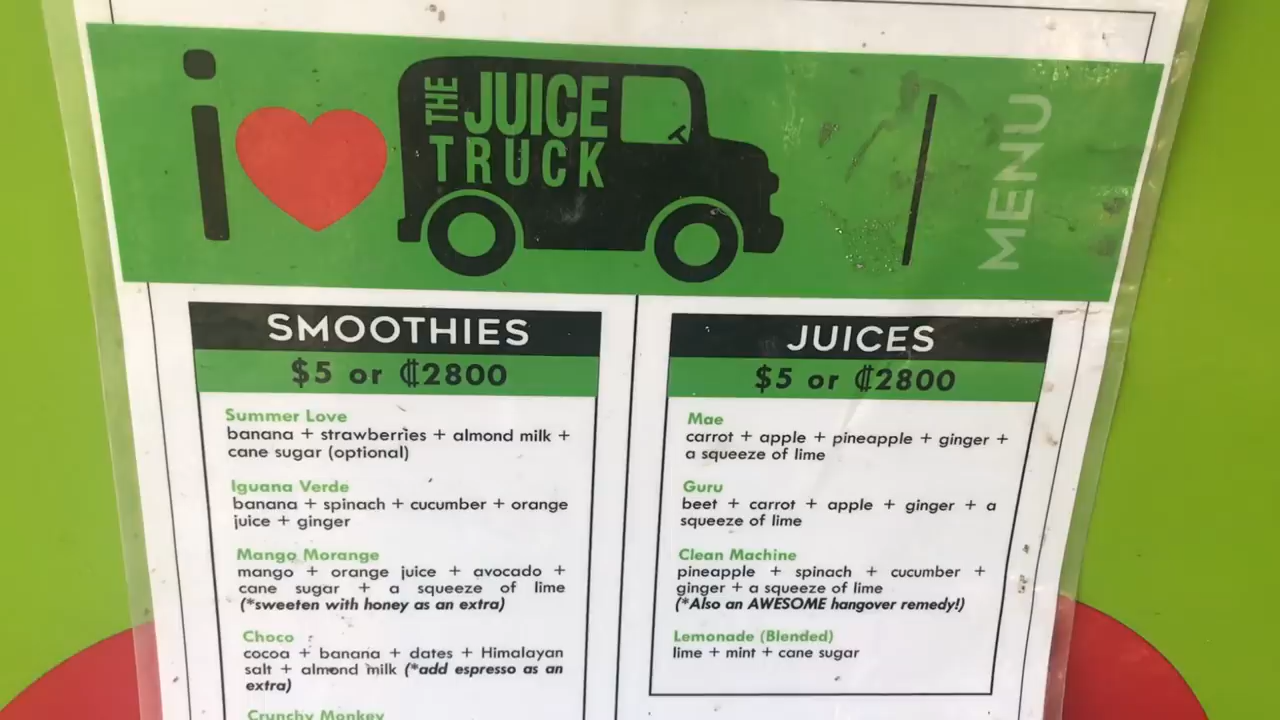 i
THE JUICE
TRUCK
MENU
SMOOTHIES
$5 or ₡2800
Summer Love
banana + strawberries + almond milk +
cane sugar (optional)
Iguana Verde
banana + spinach + cucumber + orange
juice + ginger
Mango Morange
mango + orange juice + avocado +
cane sugar + a squeeze of lime
(*sweeten with honey as an extra)
Choco
cocoa + banana + dates + Himalayan
salt + almond milk (*add espresso as an
extra)
Crunchy Monkey
JUICES
$5 or ₡2800
Mae
carrot + apple + pineapple + ginger +
a squeeze of lime
Guru
beet + carrot + apple + ginger + a
squeeze of lime
Clean Machine
pineapple + spinach + cucumber +
ginger + a squeeze of lime
(*Also an AWESOME hangover remedy!)
Lemonade (Blended)
lime + mint + cane sugar